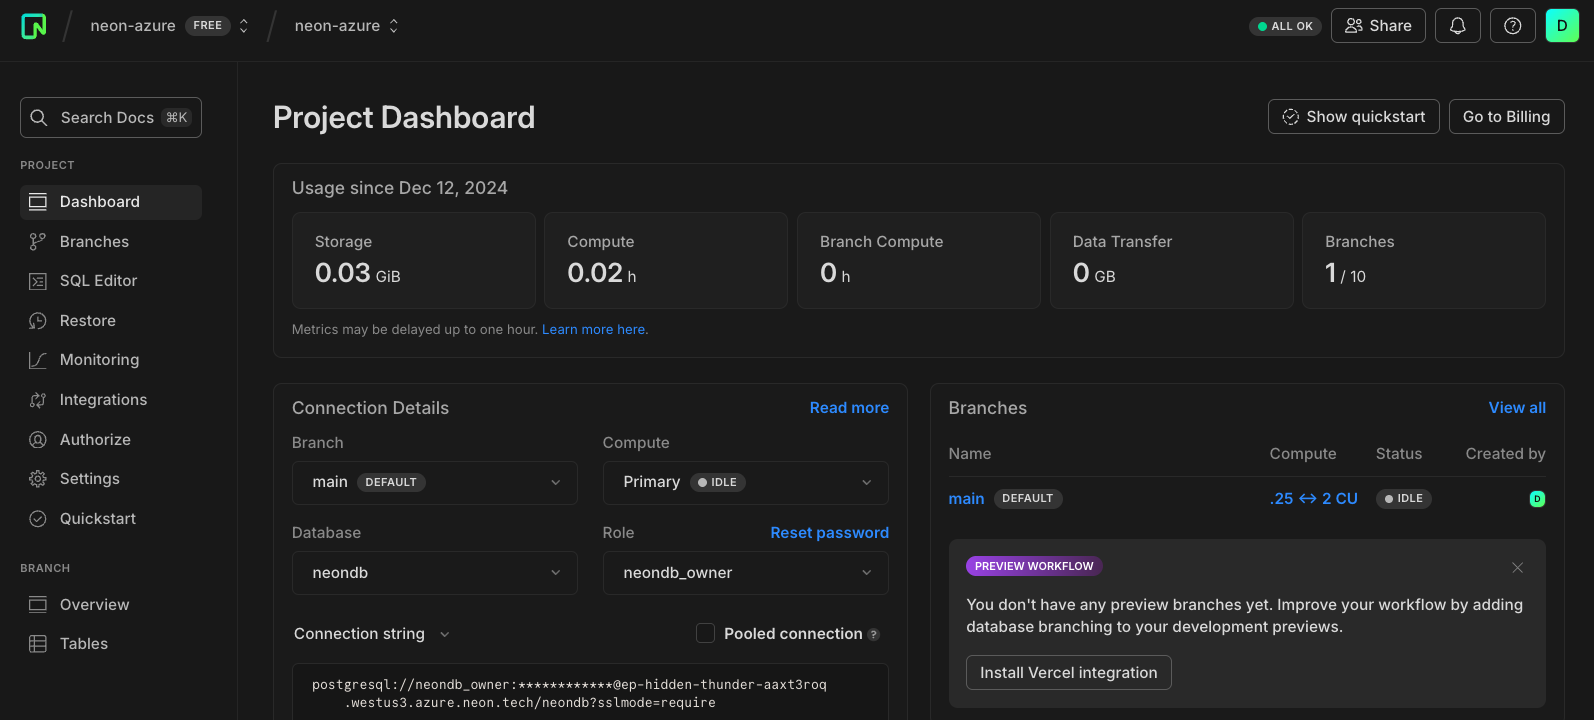 neon-azure FREE neon-azure ALL OK Share D
Search Docs ⌘K
PROJECT
Dashboard
Branches
SQL Editor
Restore
Monitoring
Integrations
Authorize
Settings
Quickstart
BRANCH
Overview
Tables
Project Dashboard
Show quickstart
Go to Billing
Usage since Dec 12, 2024
Storage
0.03 GiB
Compute
0.02 h
Branch Compute
0 h
Data Transfer
0 GB
Branches
1 / 10
Metrics may be delayed up to one hour. Learn more here.
Connection Details Read more
Branch
main DEFAULT
Compute
Primary IDLE
Database
neondb
Role Reset password
neondb_owner
Connection string
Pooled connection ?
postgresql://neondb_owner:************@ep-hidden-thunder-aaxt3roq
.westus3.azure.neon.tech/neondb?sslmode=require
Branches View all
Name Compute Status Created by
main DEFAULT .25 ↔ 2 CU IDLE D
PREVIEW WORKFLOW
You don't have any preview branches yet. Improve your workflow by adding
database branching to your development previews.
Install Vercel integration